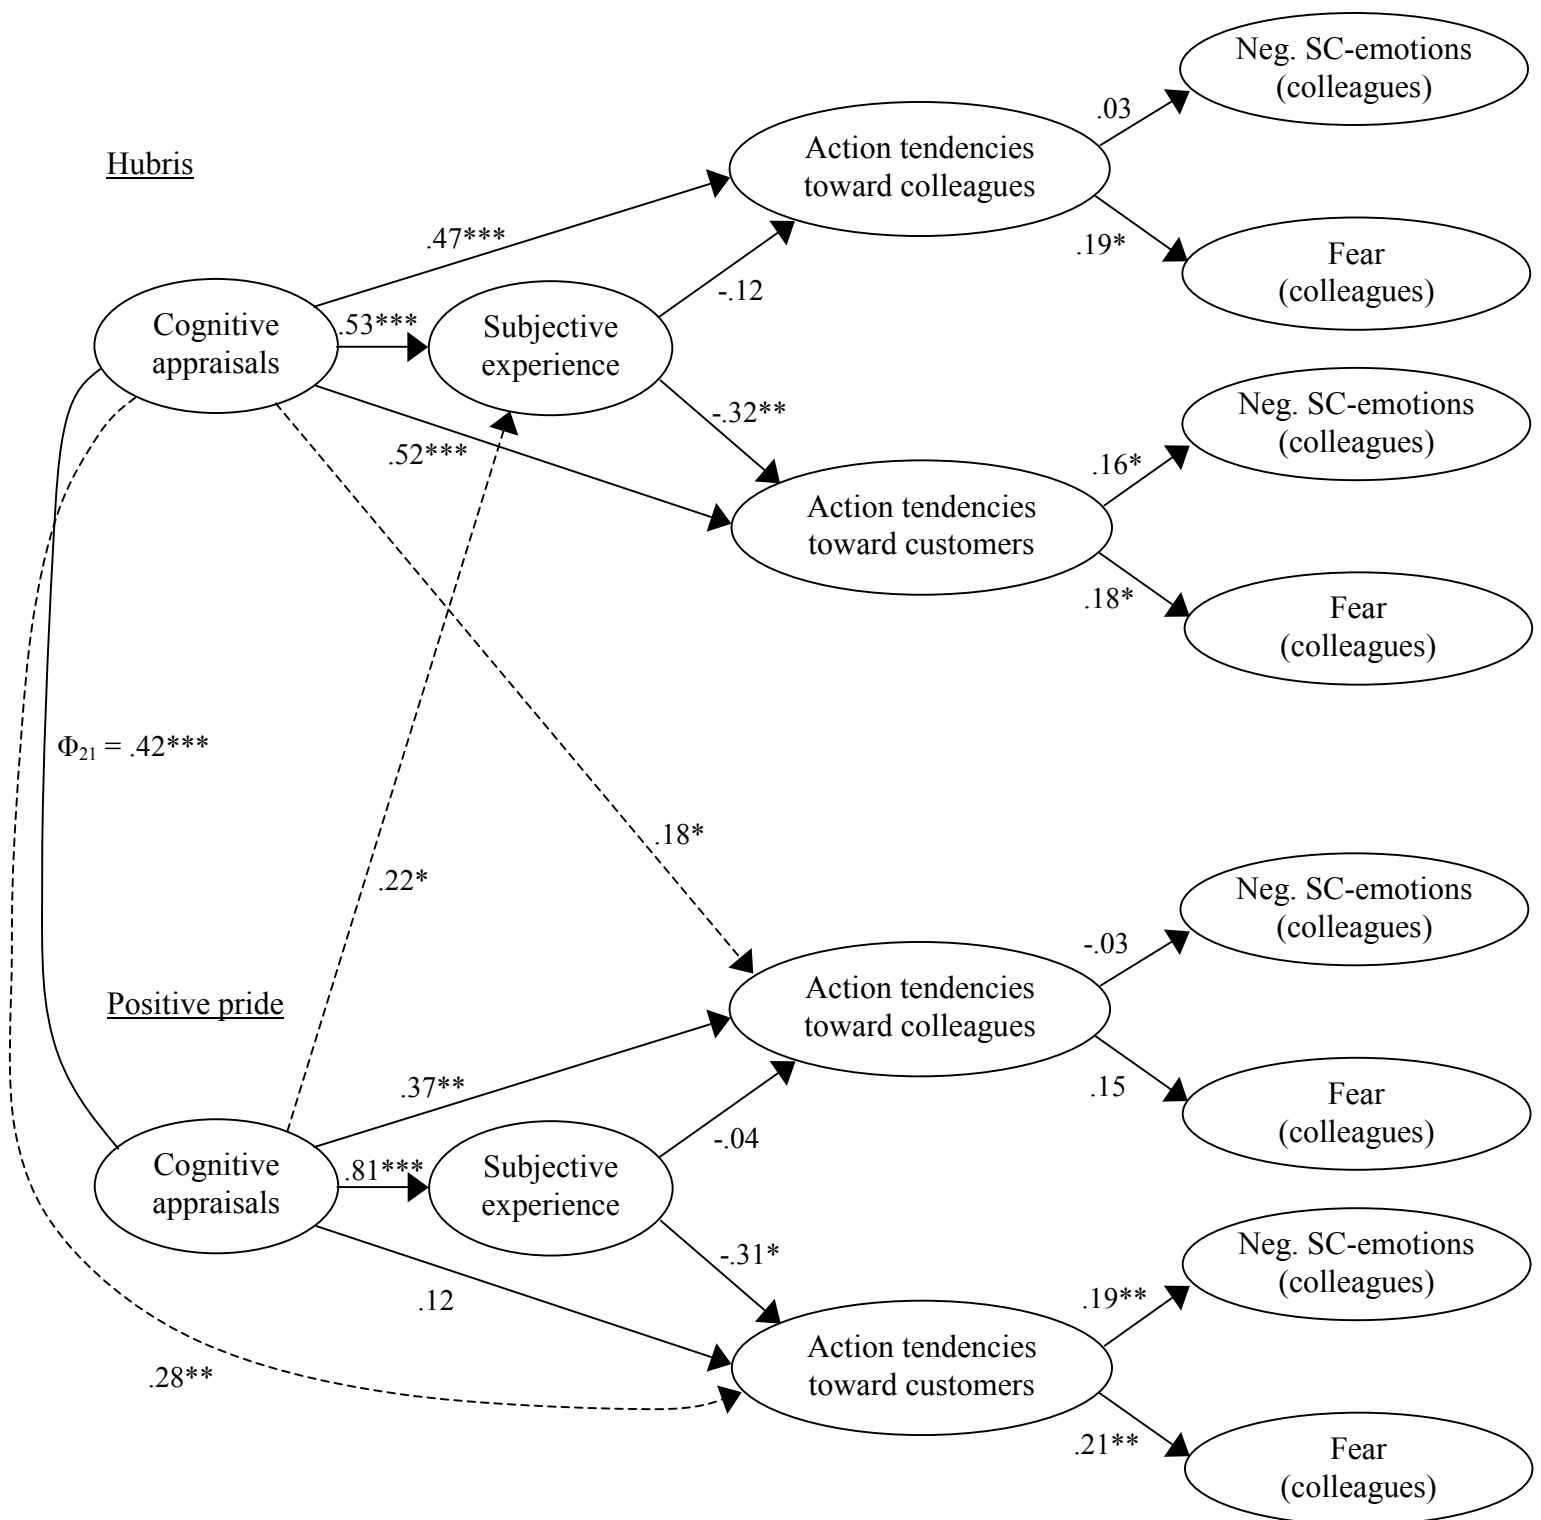 Neg. SC-emotions
(colleagues)
.03
Action tendencies
toward colleagues
Hubris
.47***
.19*
Fear
(colleagues)
-.12
Cognitive
appraisals
.53***
Subjective
experience
.52***
-.32**
Neg. SC-emotions
(colleagues)
.16*
Action tendencies
toward customers
.18*
Fear
(colleagues)
Φ21 = .42***
.18*
.22*
Neg. SC-emotions
(colleagues)
-.03
Action tendencies
toward colleagues
Positive pride
.37**
.15
Fear
(colleagues)
-.04
Cognitive
appraisals
.81***
Subjective
experience
.12
-.31*
Neg. SC-emotions
(colleagues)
.19**
Action tendencies
toward customers
.28**
.21**
Fear
(colleagues)